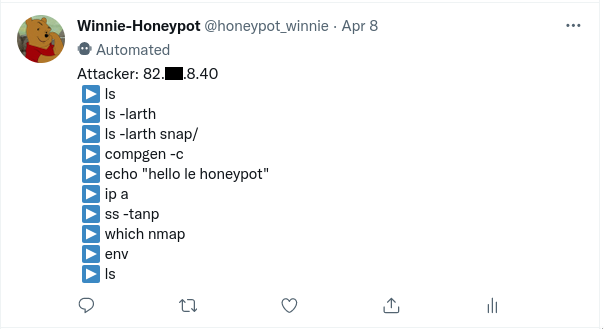 Winnie-Honeypot @honeypot_winnie · Apr 8
Automated
Attacker: 82. .8.40
ls
ls -larth
ls -larth snap/
compgen -c
echo "hello le honeypot"
ip a
ss -tanp
which nmap
env
ls